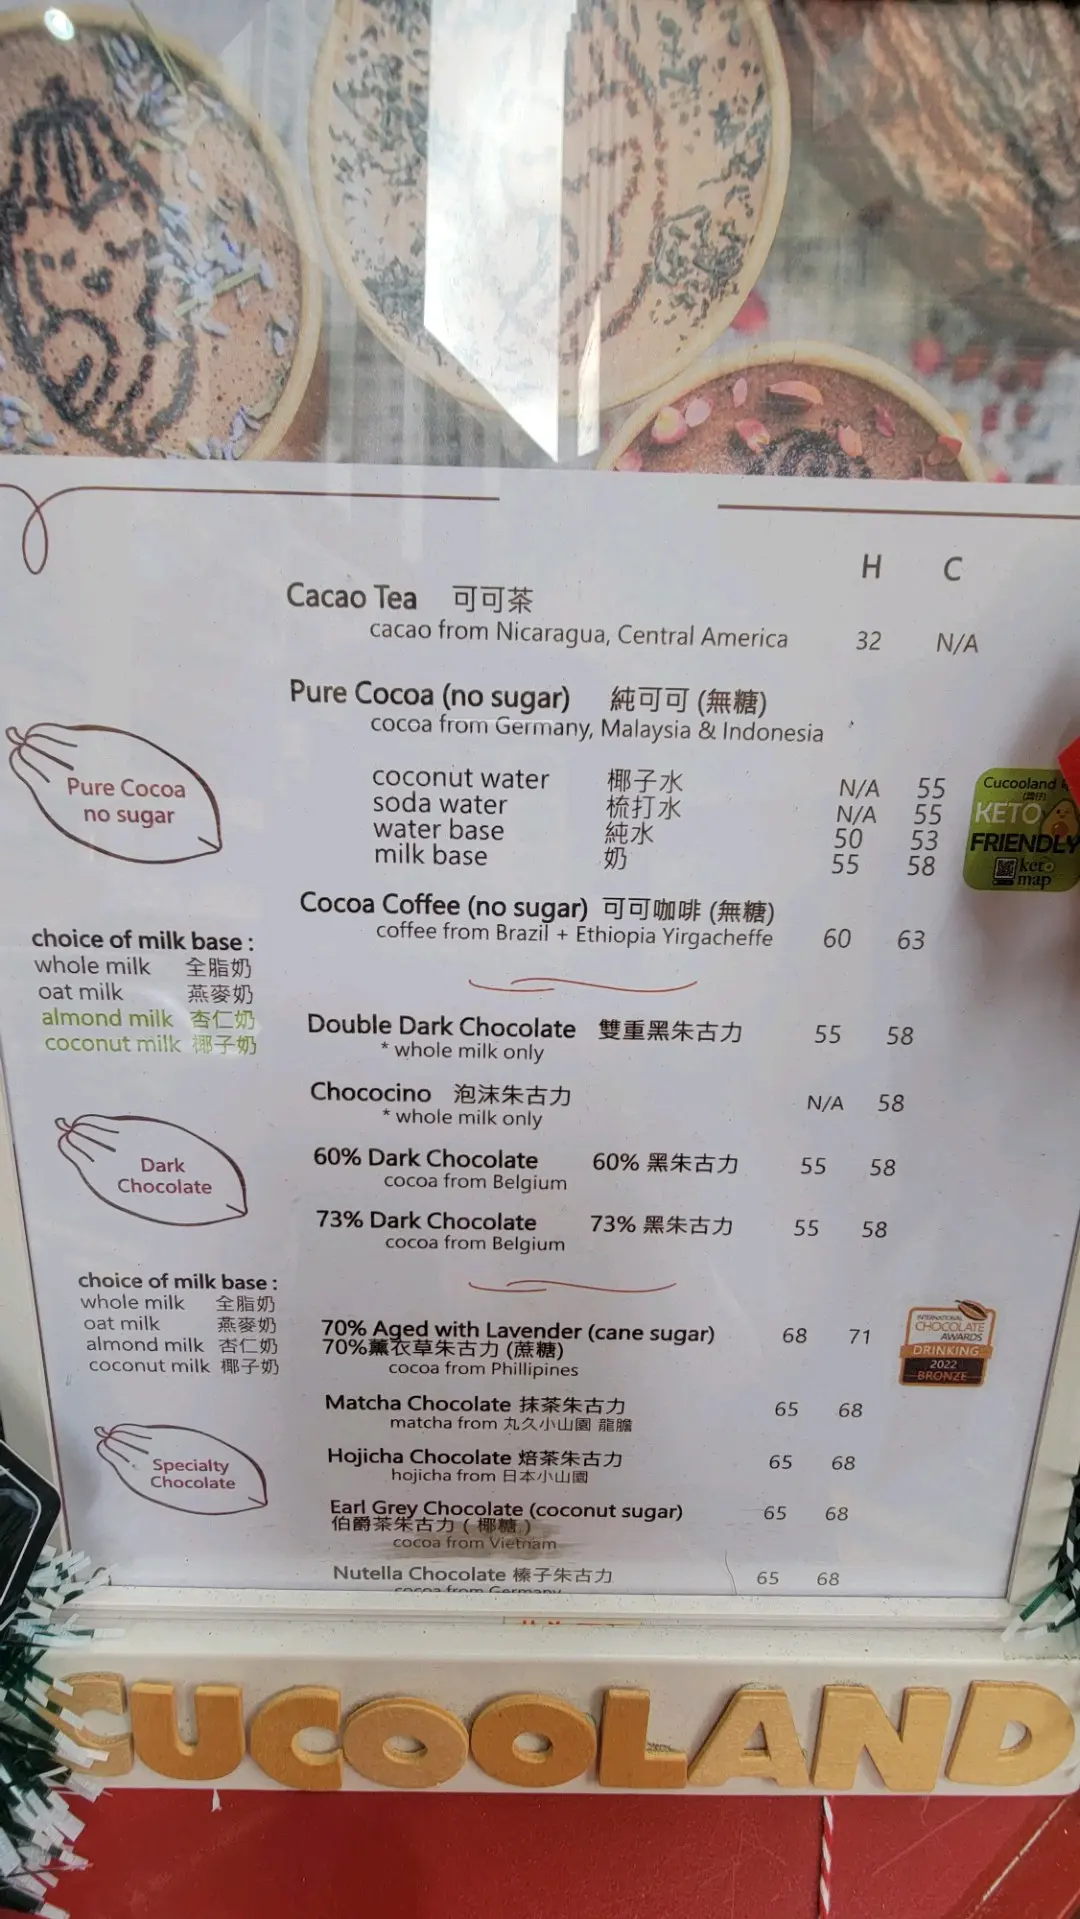 H C
Cacao Tea 可可茶
cacao from Nicaragua, Central America 32 N/A
Pure Cocoa (no sugar) 純可可 (無糖)
cocoa from Germany, Malaysia & Indonesia
Pure Cocoa
no sugar
coconut water 椰子水 N/A 55
soda water 梳打水 N/A 55
water base 純水 50 53
milk base 奶 55 58
Cucooland
KETO
FRIENDLY
keto
map
Cocoa Coffee (no sugar) 可可咖啡 (無糖)
coffee from Brazil + Ethiopia Yirgacheffe 60 63
choice of milk base :
whole milk 全脂奶
oat milk 燕麥奶
almond milk 杏仁奶
coconut milk 椰子奶
Double Dark Chocolate 雙重黑朱古力 55 58
* whole milk only
Chococino 泡沫朱古力 N/A 58
* whole milk only
Dark
Chocolate
60% Dark Chocolate 60% 黑朱古力 55 58
cocoa from Belgium
73% Dark Chocolate 73% 黑朱古力 55 58
cocoa from Belgium
choice of milk base :
whole milk 全脂奶
oat milk 燕麥奶
almond milk 杏仁奶
coconut milk 椰子奶
70% Aged with Lavender (cane sugar) 68 71
70%薰衣草朱古力 (蔗糖)
cocoa from Phillipines
INTERNATIONAL
CHOCOLATE
AWARDS
DRINKING
2022
BRONZE
Matcha Chocolate 抹茶朱古力 65 68
matcha from 丸久小山園 龍膽
Specialty
Chocolate
Hojicha Chocolate 焙茶朱古力 65 68
hojicha from 日本小山園
Earl Grey Chocolate (coconut sugar) 65 68
伯爵茶朱古力 ( 椰糖 )
cocoa from Vietnam
Nutella Chocolate 榛子朱古力 65 68
cocoa from Germany
CUCOOLAND